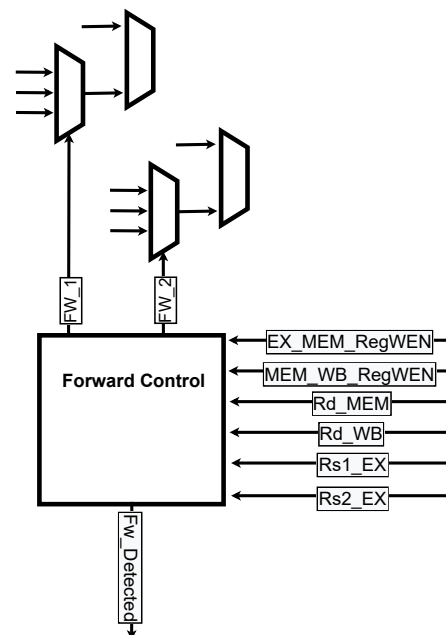 FW_1
FW_2
Forward Control
EX_MEM_RegWEN
MEM_WB_RegWEN
Rd_MEM
Rd_WB
Rs1_EX
Rs2_EX
Fw_Detected